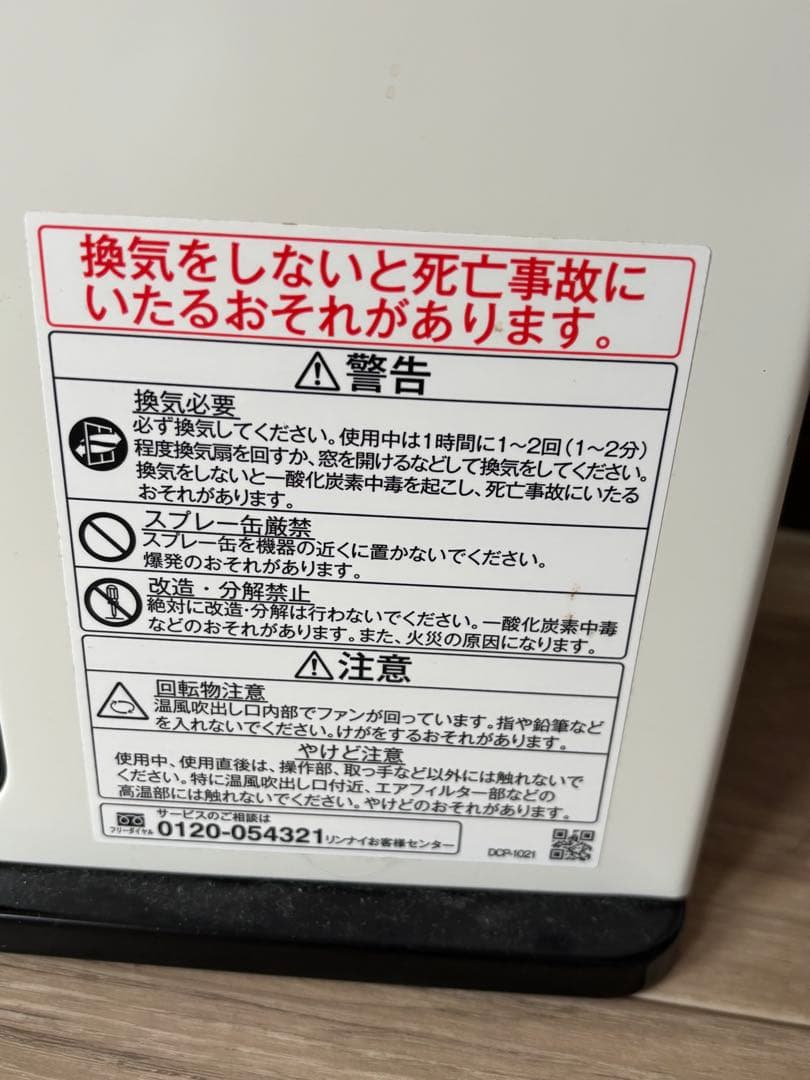 換気をしないと死亡事故に
いたるおそれがあります。
警告
換気必要
必ず換気してください。使用中は1時間に1〜2回(1〜2分)
程度換気扇を回すか、窓を開けるなどして換気をしてください。
換気をしないと一酸化炭素中毒を起こし、死亡事故にいたる
おそれがあります。
スプレー缶厳禁
スプレー缶を機器の近くに置かないでください。
爆発のおそれがあります。
改造・分解禁止
絶対に改造・分解は行わないでください。一酸化炭素中毒
などのおそれがあります。また、火災の原因になります。
注意
回転物注意
温風吹出し口内部でファンが回っています。指や鉛筆など
を入れないでください。けがをするおそれがあります。
やけど注意
使用中、使用直後は、操作部、取っ手など以外には触れないで
ください。特に温風吹出し口付近、エアフィルター部などの
高温部には触れないでください。やけどのおそれがあります。
サービスのご相談は
フリーダイヤル 0120-054321 リンナイお客様センター
DCP-1021